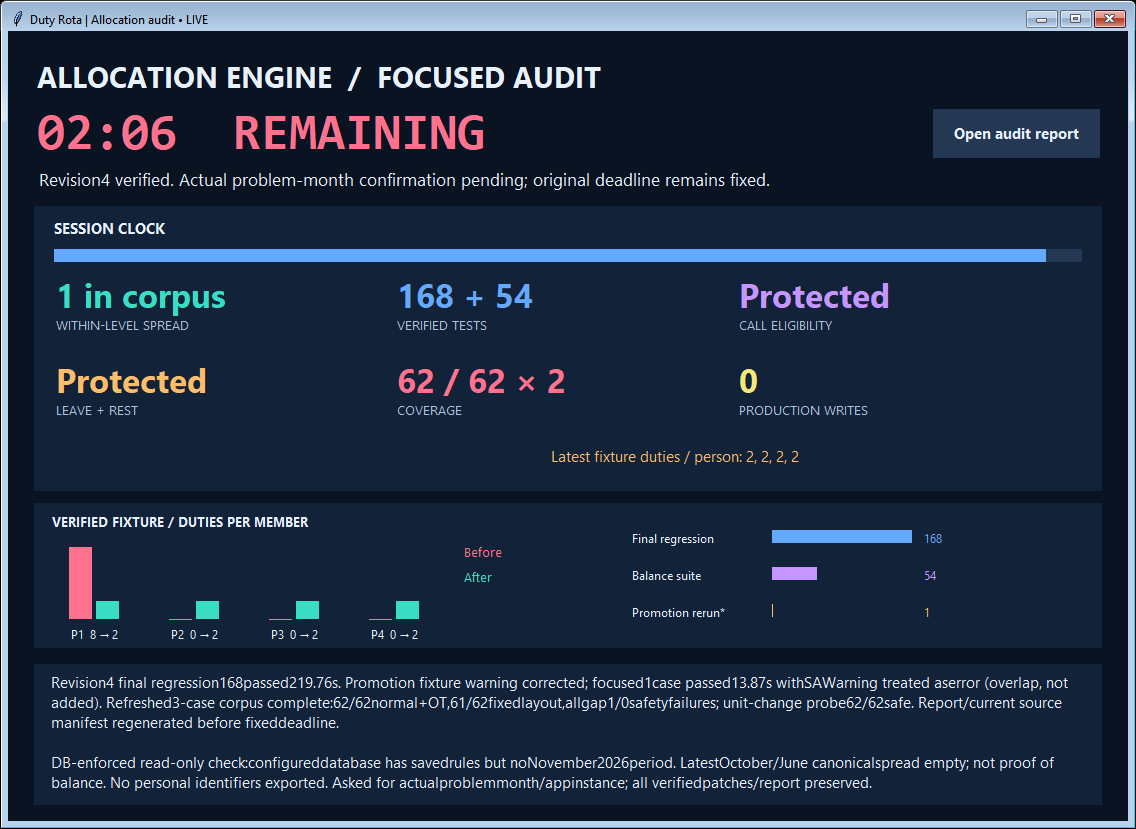 Duty Rota | Allocation audit • LIVE
ALLOCATION ENGINE / FOCUSED AUDIT
02:06 REMAINING
Open audit report
Revision4 verified. Actual problem-month confirmation pending; original deadline remains fixed.
SESSION CLOCK
1 in corpus
WITHIN-LEVEL SPREAD
168 + 54
VERIFIED TESTS
Protected
CALL ELIGIBILITY
Protected
LEAVE + REST
62 / 62 × 2
COVERAGE
0
PRODUCTION WRITES
Latest fixture duties / person: 2, 2, 2, 2
VERIFIED FIXTURE / DUTIES PER MEMBER
Before
After
P1 8→2
P2 0→2
P3 0→2
P4 0→2
Final regression 168
Balance suite 54
Promotion rerun* 1
Revision4 final regression168passed219.76s. Promotion fixture warning corrected; focused1case passed13.87s withSAWarning treated aserror (overlap, not
added). Refreshed3-case corpus complete:62/62normal+OT,61/62fixedlayout,allgap1/0safetyfailures; unit-change probe62/62safe. Report/current source
manifest regenerated before fixeddeadline.
DB-enforced read-only check:configureddatabase has savedrules but noNovember2026period. LatestOctober/June canonicalspread empty; not proof of
balance. No personal identifiers exported. Asked for actualproblemmonth/appinstance; all verifiedpatches/report preserved.